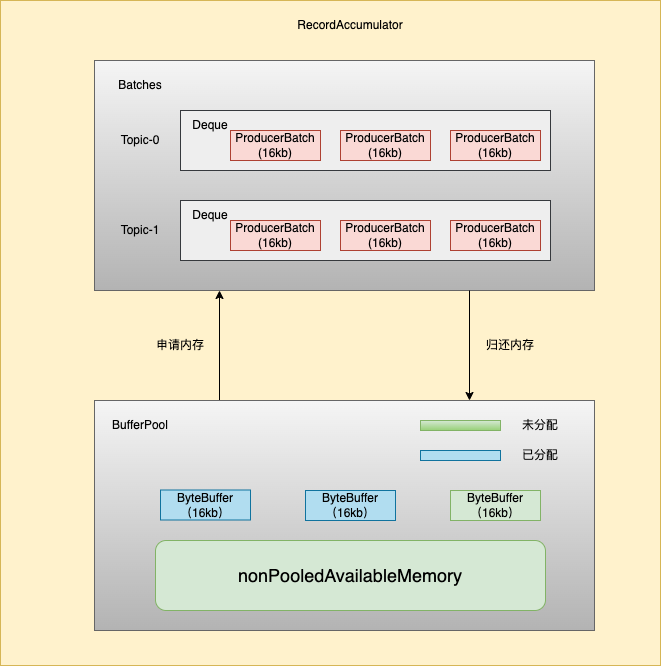 RecordAccumulator
Batches
Topic-0
Deque
ProducerBatch
(16kb)
ProducerBatch
(16kb)
ProducerBatch
(16kb)
Topic-1
Deque
ProducerBatch
(16kb)
ProducerBatch
(16kb)
ProducerBatch
(16kb)
申请内存
归还内存
BufferPool
未分配
已分配
ByteBuffer
(16kb)
ByteBuffer
(16kb)
ByteBuffer
(16kb)
nonPooledAvailableMemory